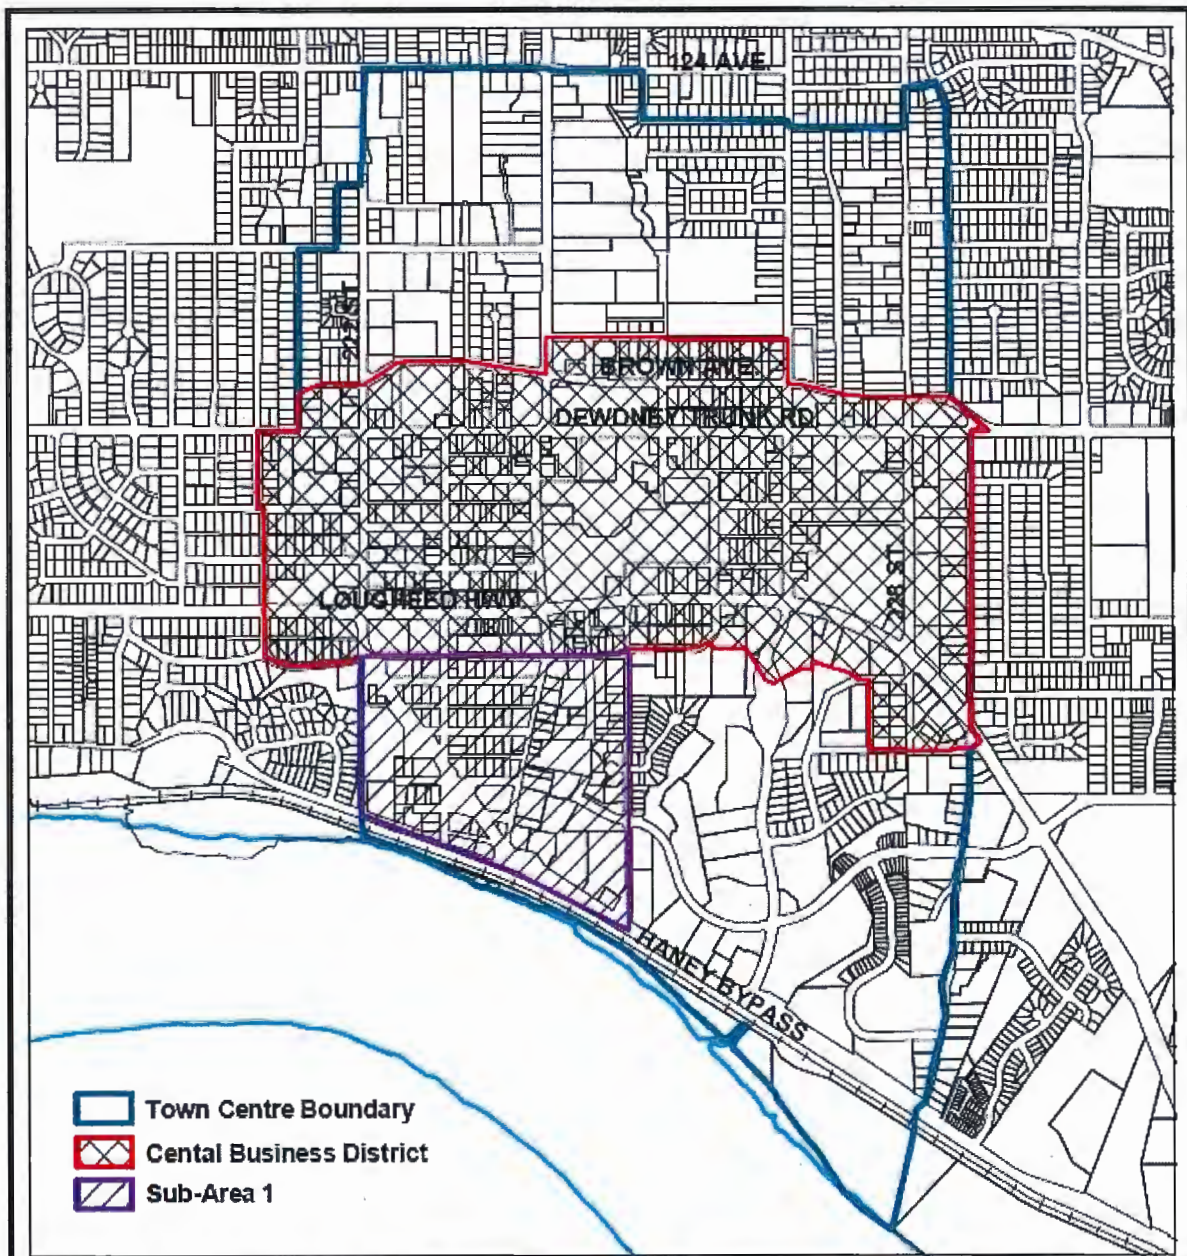 124 AVE.
BROWN AVE.
DEWDNEY TRUNK RD
LOUGHEED HWY.
228 ST.
HANEY BYPASS
Town Centre Boundary
Cental Business District
Sub-Area 1